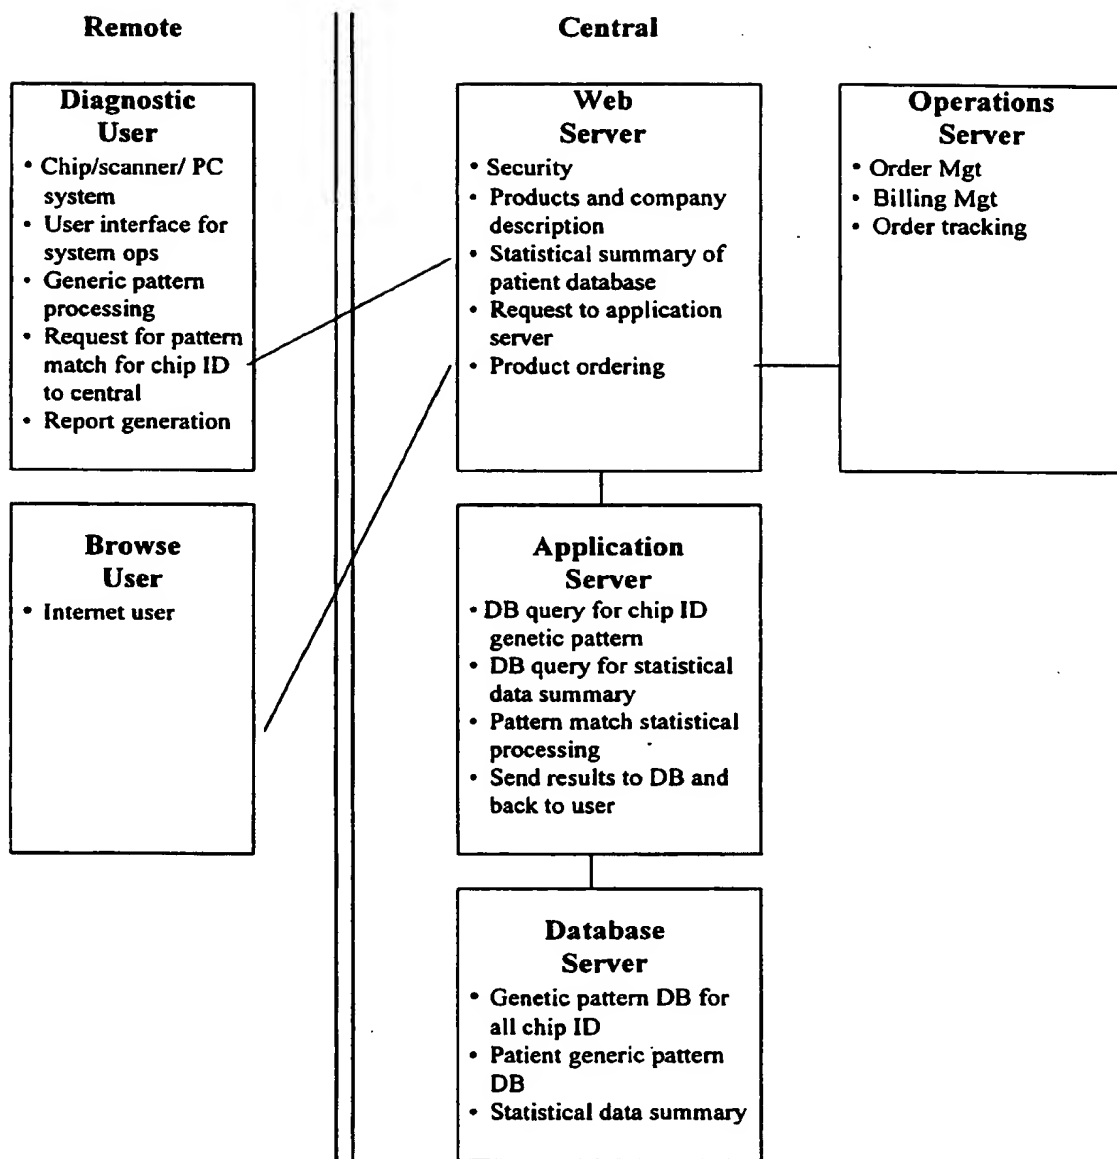 Remote
Central
Diagnostic
User
• Chip/scanner/ PC
system
• User interface for
system ops
• Generic pattern
processing
• Request for pattern
match for chip ID
to central
• Report generation
Web
Server
• Security
• Products and company
description
• Statistical summary of
patient database
• Request to application
server
• Product ordering
Operations
Server
• Order Mgt
• Billing Mgt
• Order tracking
Browse
User
• Internet user
Application
Server
• DB query for chip ID
genetic pattern
• DB query for statistical
data summary
• Pattern match statistical
processing
• Send results to DB and
back to user
Database
Server
• Genetic pattern DB for
all chip ID
• Patient generic pattern
DB
• Statistical data summary